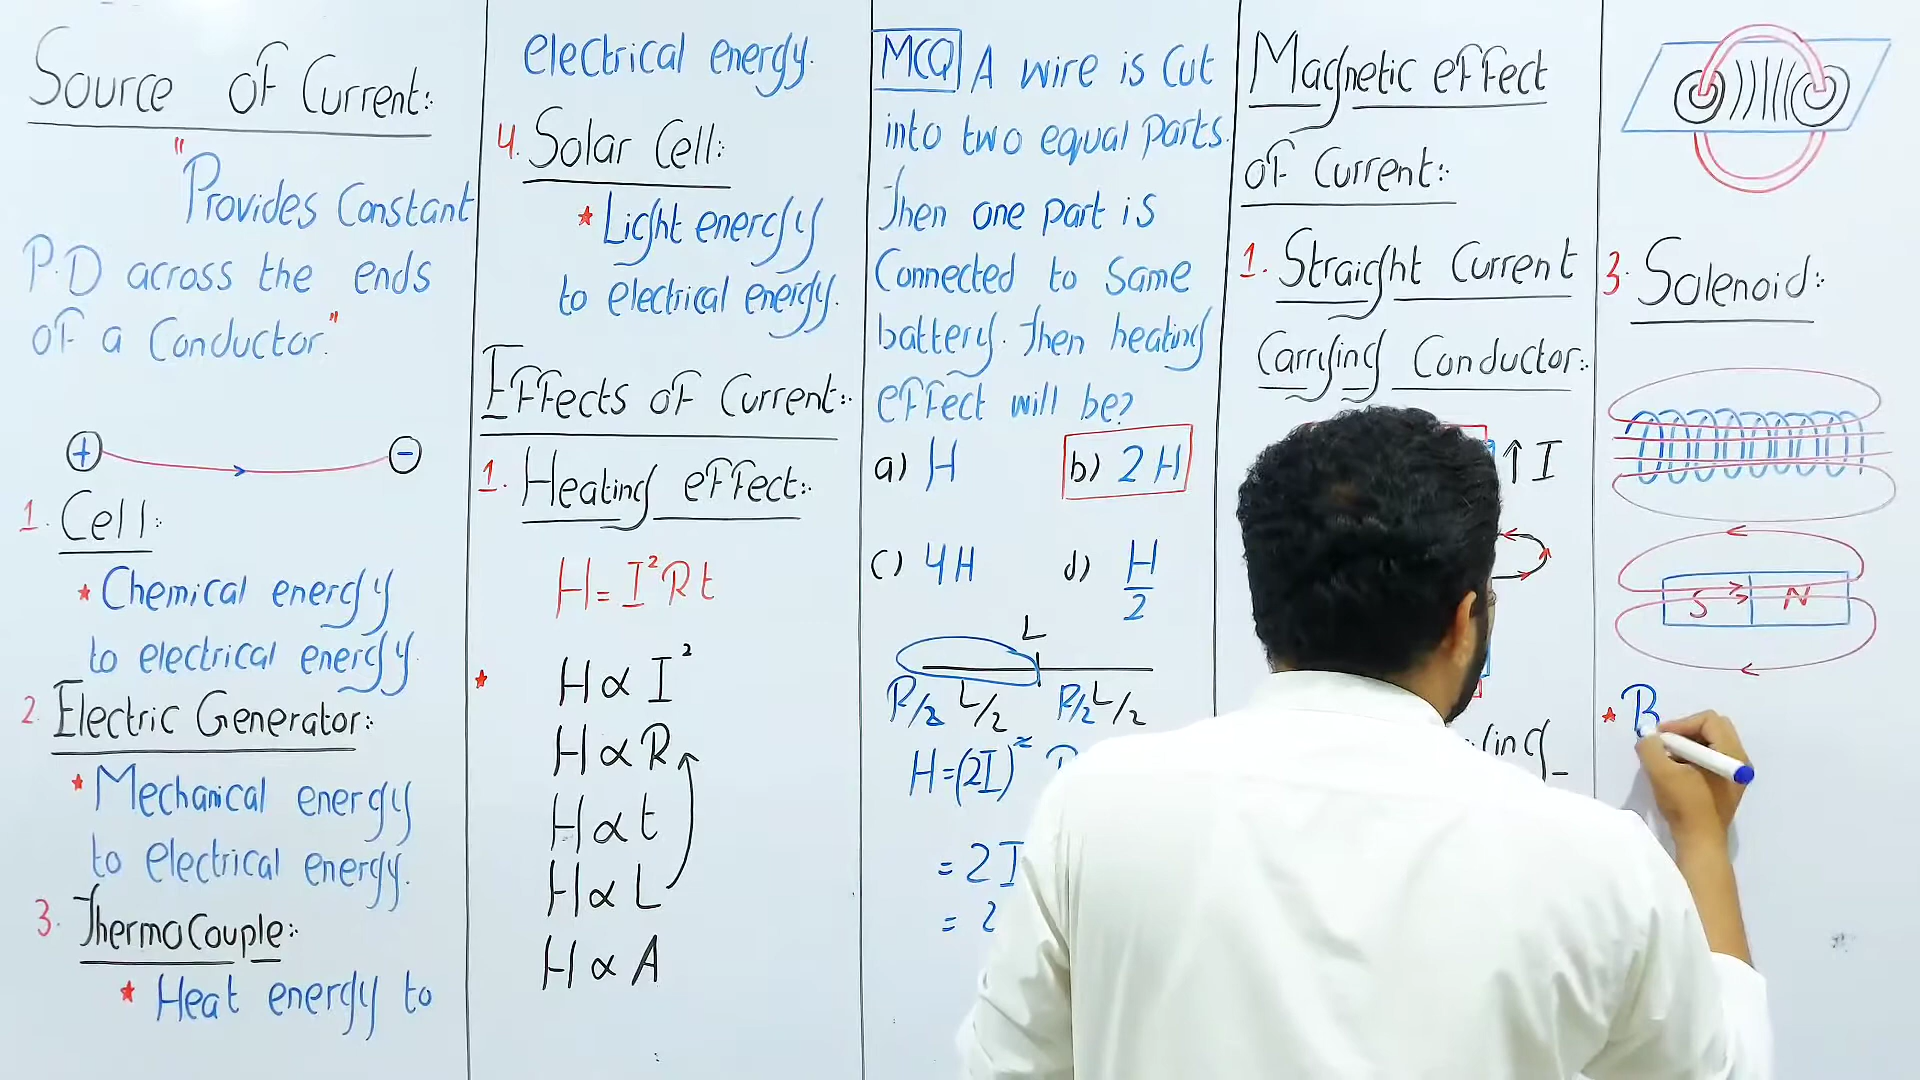 Source of Current:
"Provides Constant
P.D across the ends
of a Conductor."
+ −
1. Cell:
* Chemical energy
to electrical energy
2. Electric Generator:
* Mechanical energy
to electrical energy.
3. ThermoCouple:
* Heat energy to
electrical energy.
4. Solar Cell:
* Light energy
to electrical energy.
Effects of Current:
1. Heating effect:
H = I²Rt
* H ∝ I²
H ∝ R
H ∝ t
H ∝ L
H ∝ A
MCQ A wire is cut
into two equal parts.
Then one part is
Connected to same
battery. Then heating
effect will be?
a) H b) 2H
c) 4H d) H/2
L
R/2 L/2 R/2 L/2
H=(2I)²
= 2I
= 2
Magnetic effect
of Current:
1. Straight Current
Carrying Conductor:
↑ I
3. Solenoid:
S N
* B